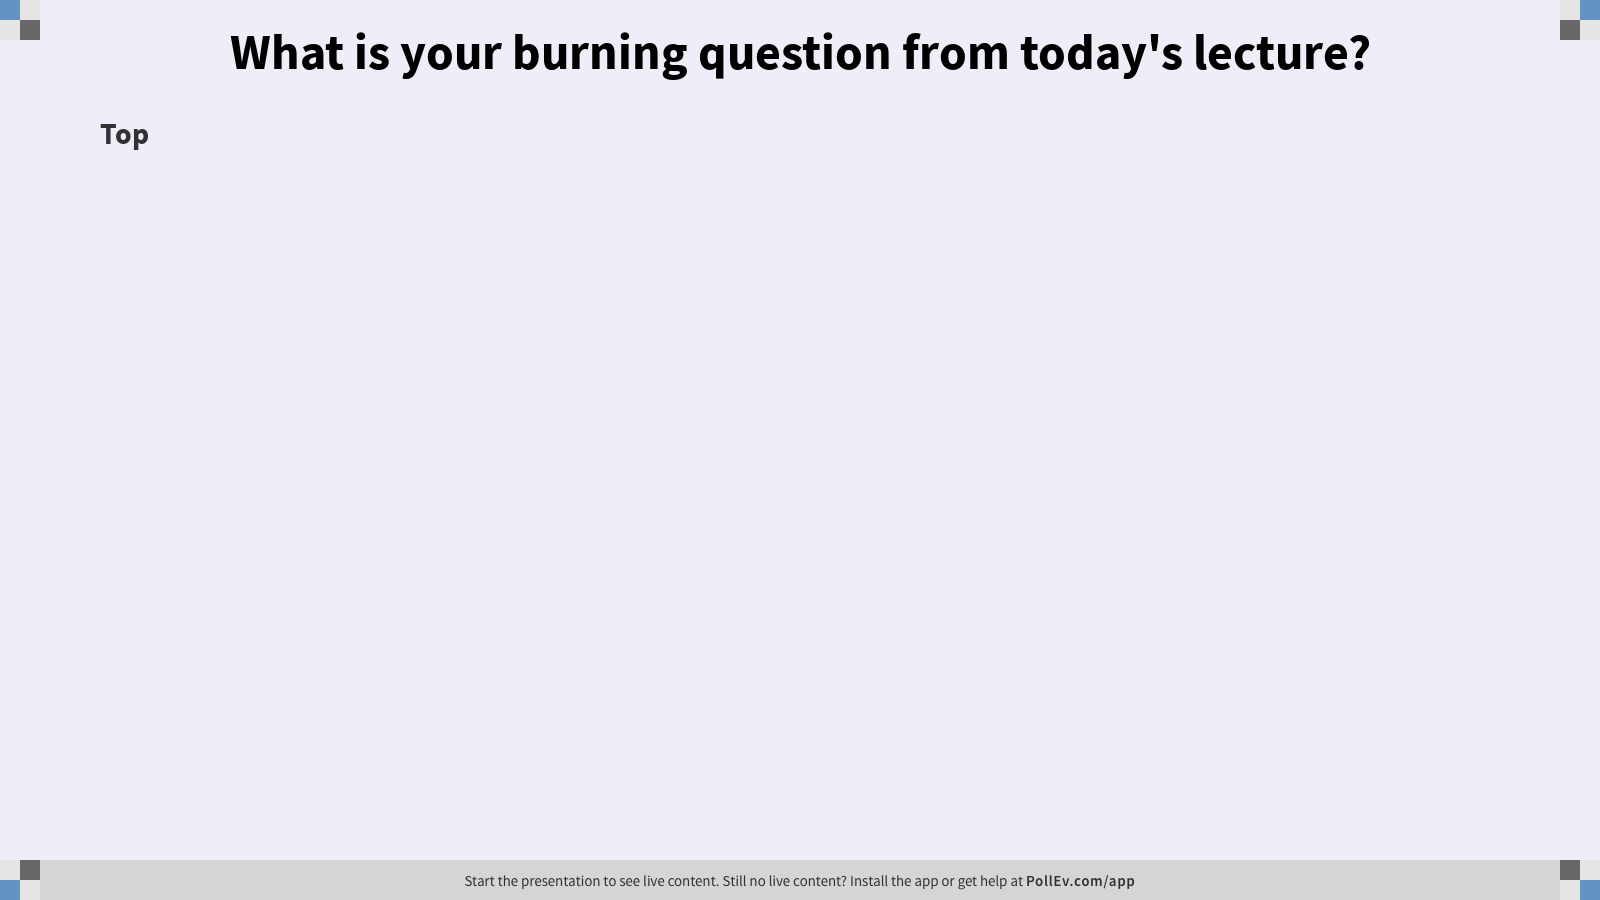 What is your burning question from today's lecture?
Top
Start the presentation to see live content. Still no live content? Install the app or get help at PollEv.com/app